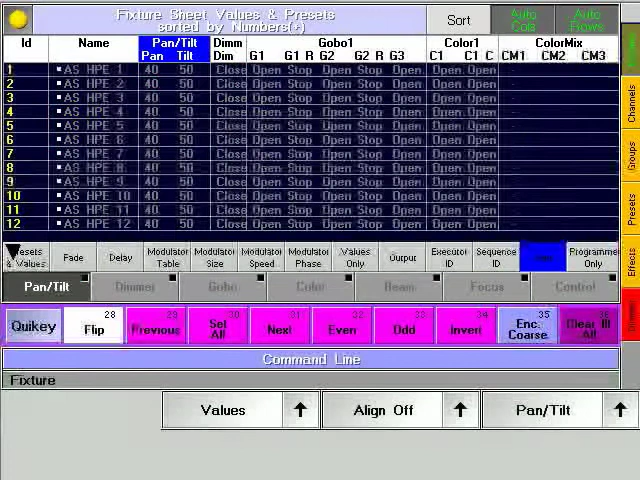 Fixture Sheet Values & Presets
sorted by Numbers(+)
Sort
Auto Cols
Auto Rows
Id Name Pan/Tilt Dimm Gobo1 Color1 ColorMix
Pan Tilt Dim G1 G1 R G2 G2 R G3 C1 C1 C CM1 CM2 CM3
1 AS HPE 1 40 50 Close Open Stop Open Stop Open Open Open
2 AS HPE 2 40 50 Close Open Stop Open Stop Open Open Open
3 AS HPE 3 40 50 Close Open Stop Open Stop Open Open Open
4 AS HPE 4 40 50 Close Open Stop Open Stop Open Open Open
5 AS HPE 5 40 50 Close Open Stop Open Stop Open Open Open
6 AS HPE 6 40 50 Close Open Stop Open Stop Open Open Open
7 AS HPE 7 40 50 Close Open Stop Open Stop Open Open Open
8 AS HPE 8 40 50 Close Open Stop Open Stop Open Open Open
9 AS HPE 9 40 50 Close Open Stop Open Stop Open Open Open
10 AS HPE 10 40 50 Close Open Stop Open Stop Open Open Open
11 AS HPE 11 40 50 Close Open Stop Open Stop Open Open Open
12 AS HPE 12 40 50 Close Open Stop Open Stop Open Open Open
Channels
Groups
Presets
Effects
Presets & Values
Fade
Delay
Modulator Table
Modulator Size
Modulator Speed
Modulator Phase
Values Only
Output
Executor ID
Sequence ID
Programmer Only
Pan/Tilt
Dimmer
Gobo
Color
Beam
Focus
Control
Quikey
28 Flip
29 Previous
30 Set All
31 Next
32 Even
33 Odd
34 Invert
35 Enc. Coarse
36 Clear Ill All
Command Line
Fixture
Values
Align Off
Pan/Tilt